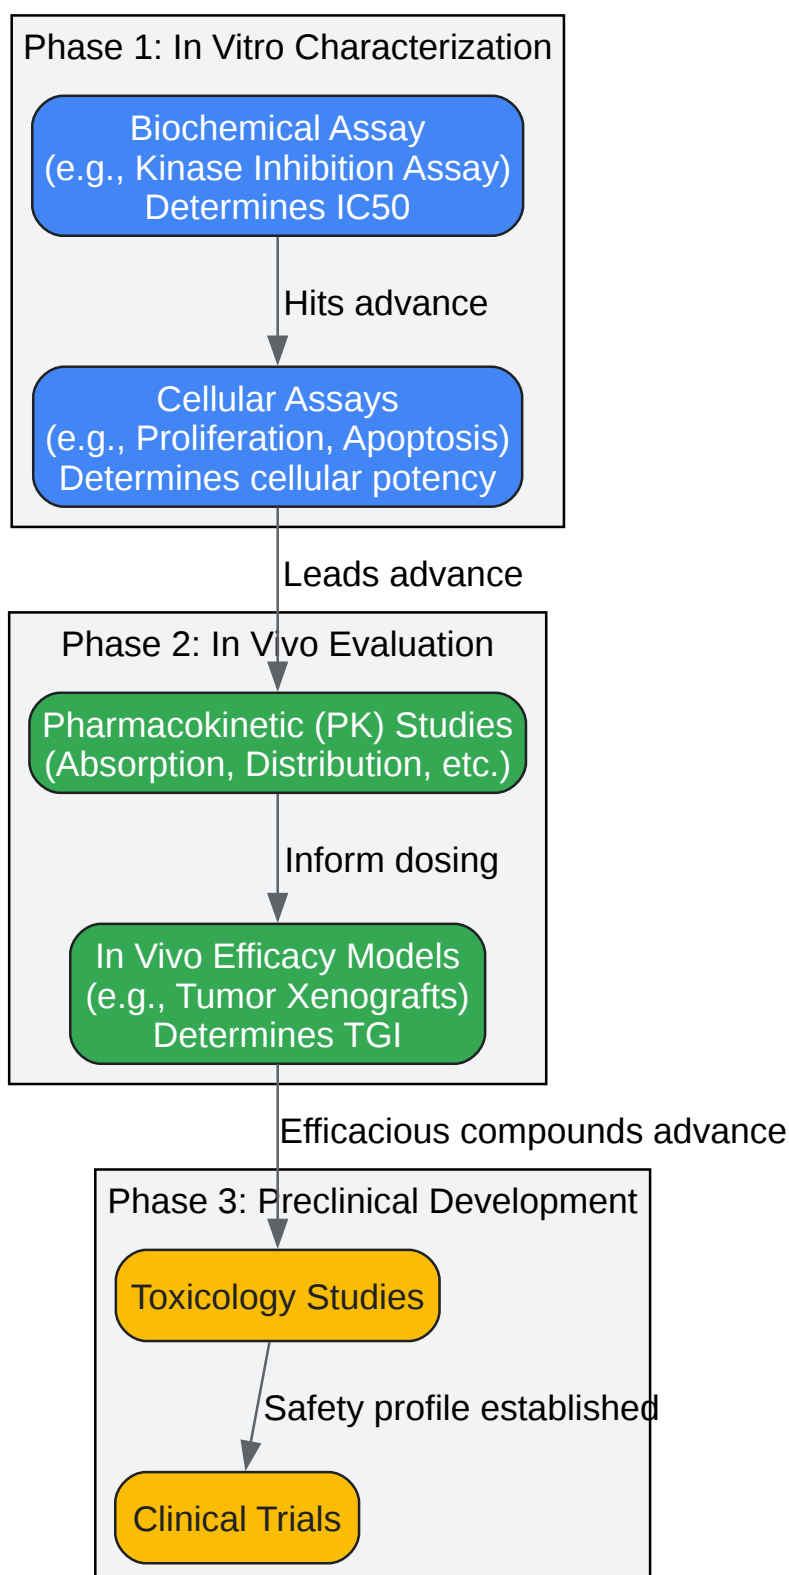 Phase 1: In Vitro Characterization
Biochemical Assay
(e.g., Kinase Inhibition Assay)
Determines IC50
Hits advance
Cellular Assays
(e.g., Proliferation, Apoptosis)
Determines cellular potency
Leads advance
Phase 2: In Vivo Evaluation
Pharmacokinetic (PK) Studies
(Absorption, Distribution, etc.)
Inform dosing
In Vivo Efficacy Models
(e.g., Tumor Xenografts)
Determines TGI
Efficacious compounds advance
Phase 3: Preclinical Development
Toxicology Studies
Safety profile established
Clinical Trials